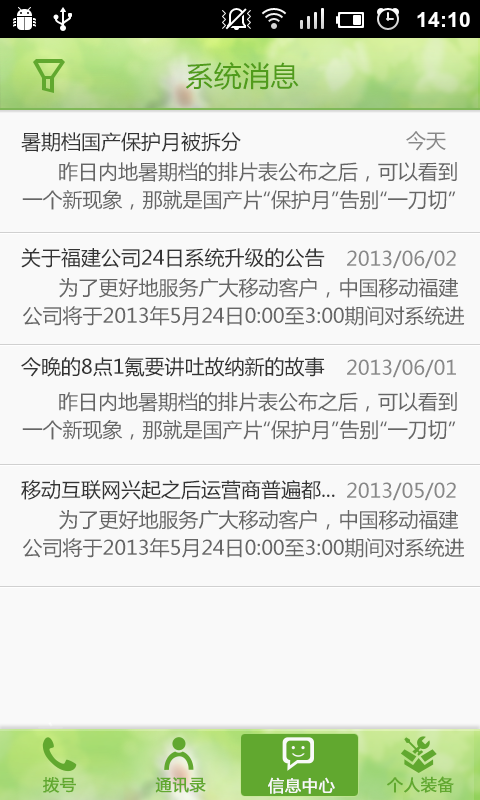 14:10
系统消息
暑期档国产保护月被拆分 今天
昨日内地暑期档的排片表公布之后，可以看到
一个新现象，那就是国产片“保护月”告别“一刀切”
关于福建公司24日系统升级的公告 2013/06/02
为了更好地服务广大移动客户，中国移动福建
公司将于2013年5月24日0:00至3:00期间对系统进
今晚的8点1氪要讲吐故纳新的故事 2013/06/01
昨日内地暑期档的排片表公布之后，可以看到
一个新现象，那就是国产片“保护月”告别“一刀切”
移动互联网兴起之后运营商普遍都... 2013/05/02
为了更好地服务广大移动客户，中国移动福建
公司将于2013年5月24日0:00至3:00期间对系统进
拨号 通讯录 信息中心 个人装备